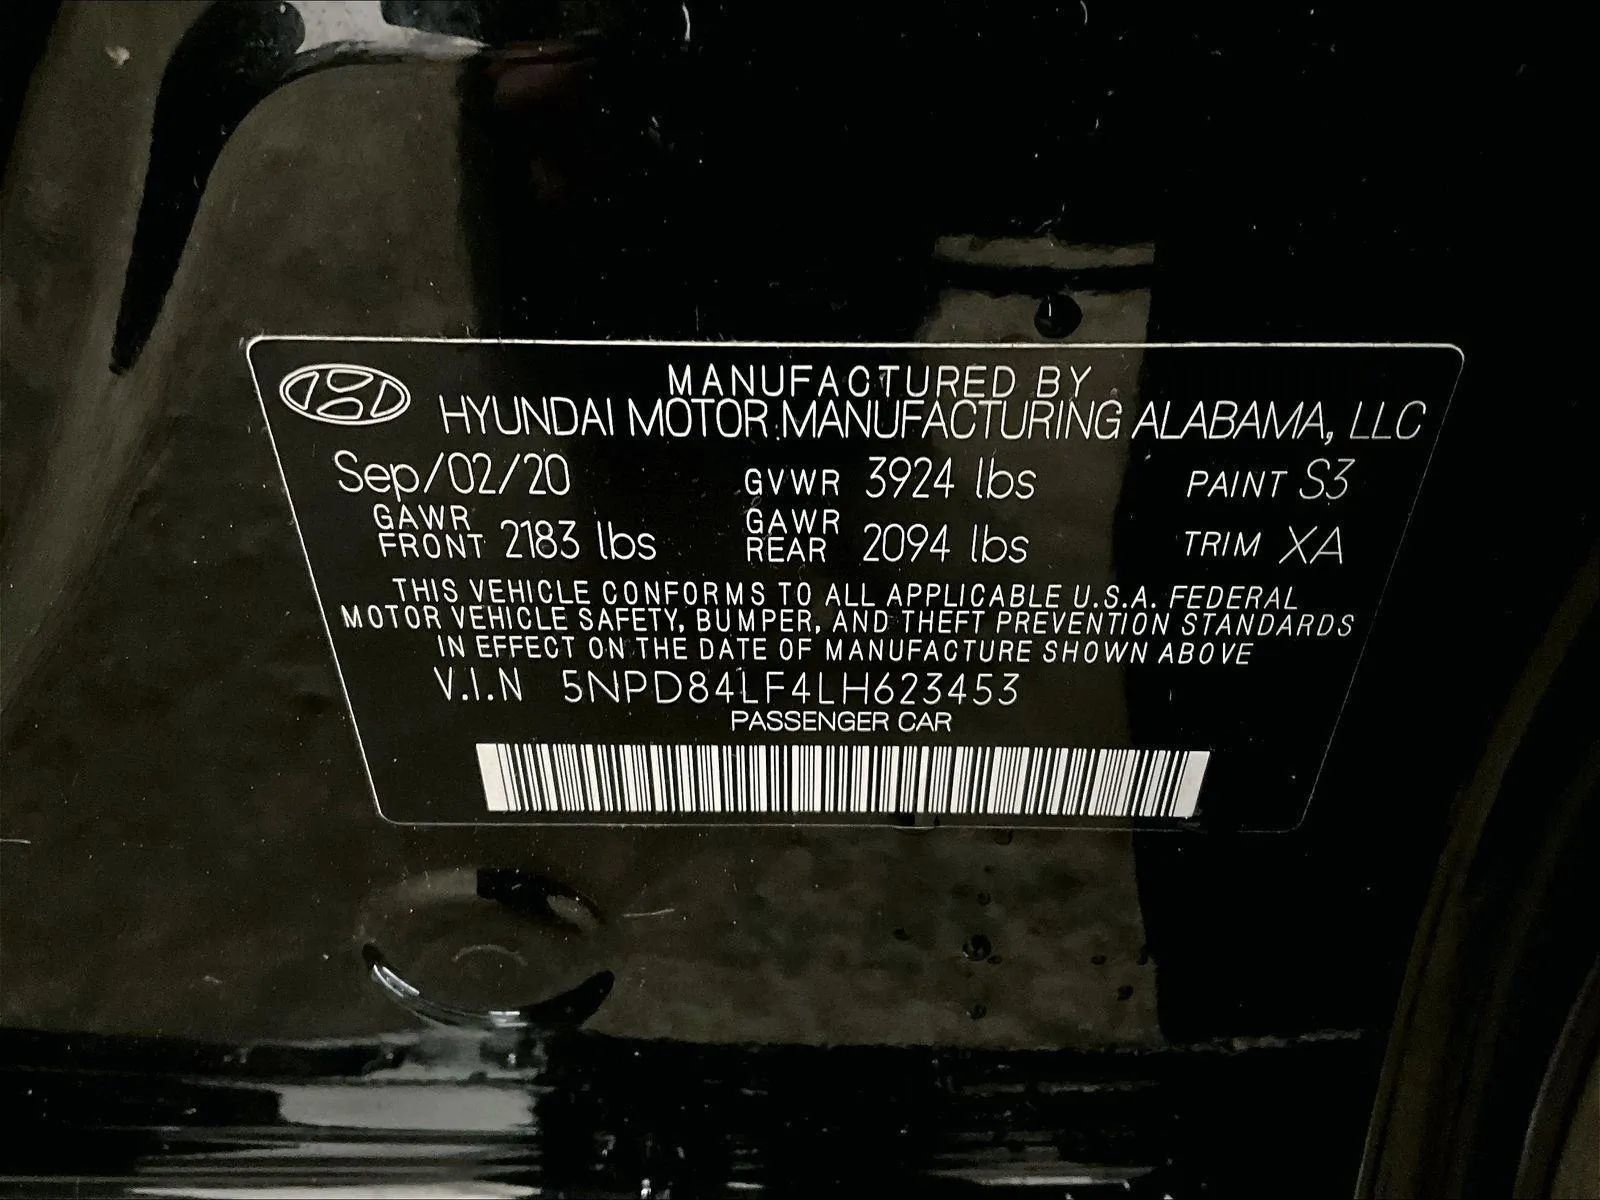 MANUFACTURED BY
HYUNDAI MOTOR MANUFACTURING ALABAMA, LLC
Sep/02/20 GVWR 3924 lbs PAINT S3
GAWR FRONT 2183 lbs GAWR REAR 2094 lbs TRIM XA
THIS VEHICLE CONFORMS TO ALL APPLICABLE U.S.A. FEDERAL
MOTOR VEHICLE SAFETY, BUMPER, AND THEFT PREVENTION STANDARDS
IN EFFECT ON THE DATE OF MANUFACTURE SHOWN ABOVE
V.I.N 5NPD84LF4LH623453
PASSENGER CAR